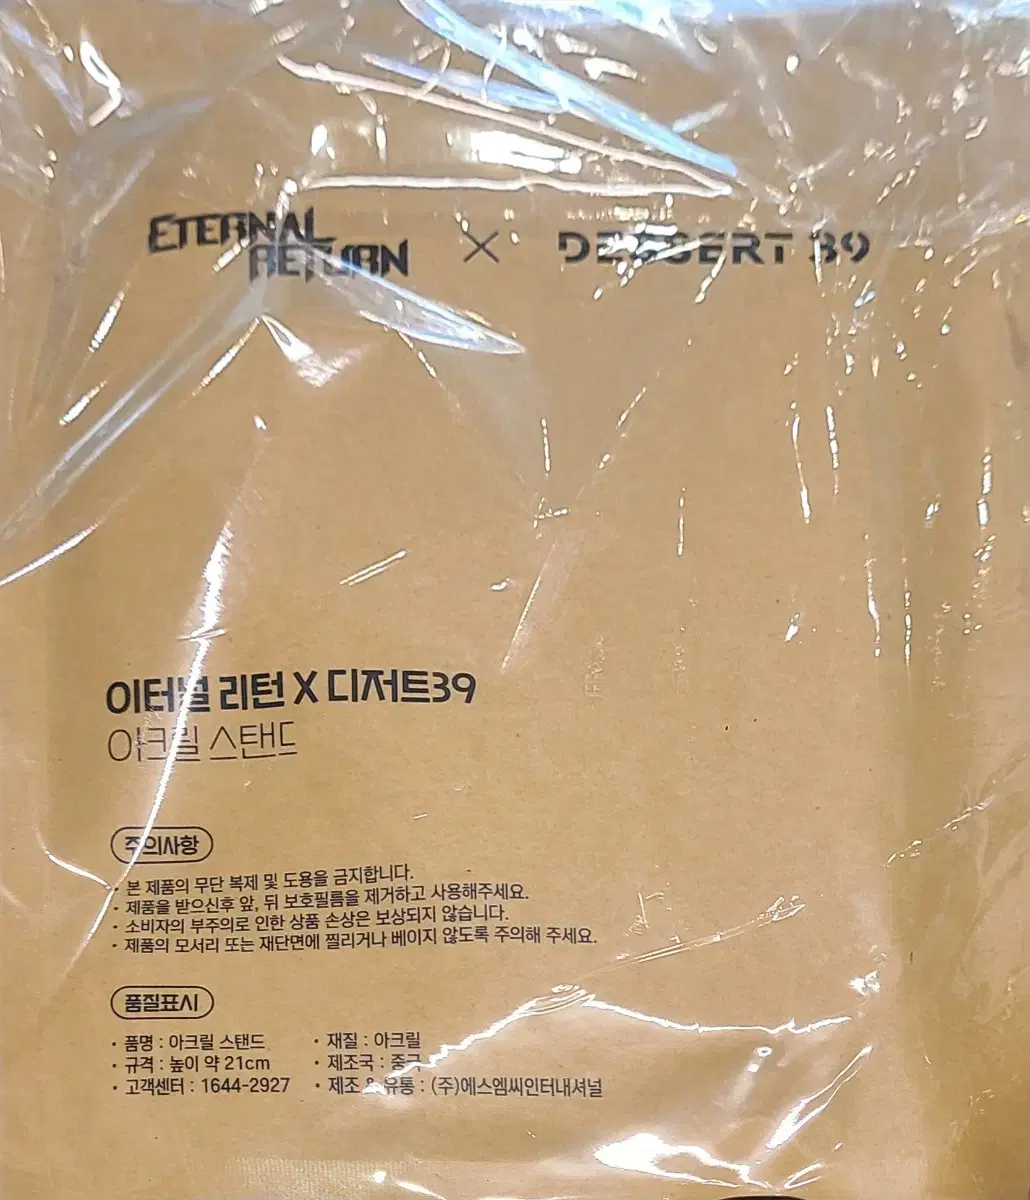 ETERNAL RETURN X DESSERT 39
이터널 리턴 X 디저트39
아크릴 스탠드
주의사항
· 본 제품의 무단 복제 및 도용을 금지합니다.
· 제품을 받으신후 앞, 뒤 보호필름을 제거하고 사용해주세요.
· 소비자의 부주의로 인한 상품 손상은 보상되지 않습니다.
· 제품의 모서리 또는 재단면에 찔리거나 베이지 않도록 주의해 주세요.
품질표시
· 품명 : 아크릴 스탠드 · 재질 : 아크릴
· 규격 : 높이 약 21cm · 제조국 : 중국
· 고객센터 : 1644-2927 · 제조 & 유통 : (주)에스엠씨인터내셔널